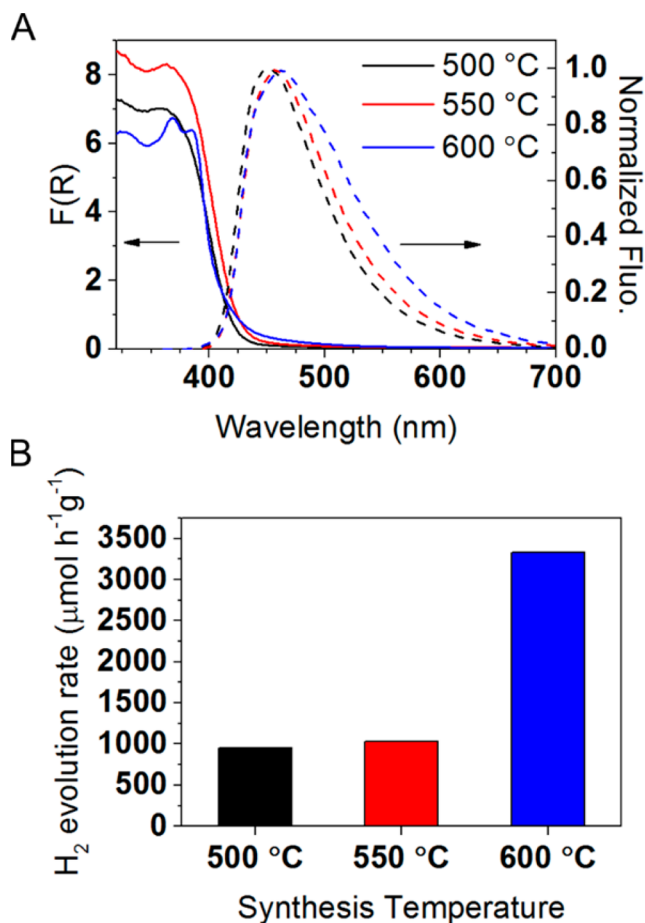 A
500 °C
550 °C
600 °C
8
6
4
2
0
F(R)
1.0
0.8
0.6
0.4
0.2
0.0
Normalized Fluo.
400 500 600 700
Wavelength (nm)
B
H₂ evolution rate (µmol h⁻¹g⁻¹)
3500
3000
2500
2000
1500
1000
500
0
500 °C 550 °C 600 °C
Synthesis Temperature